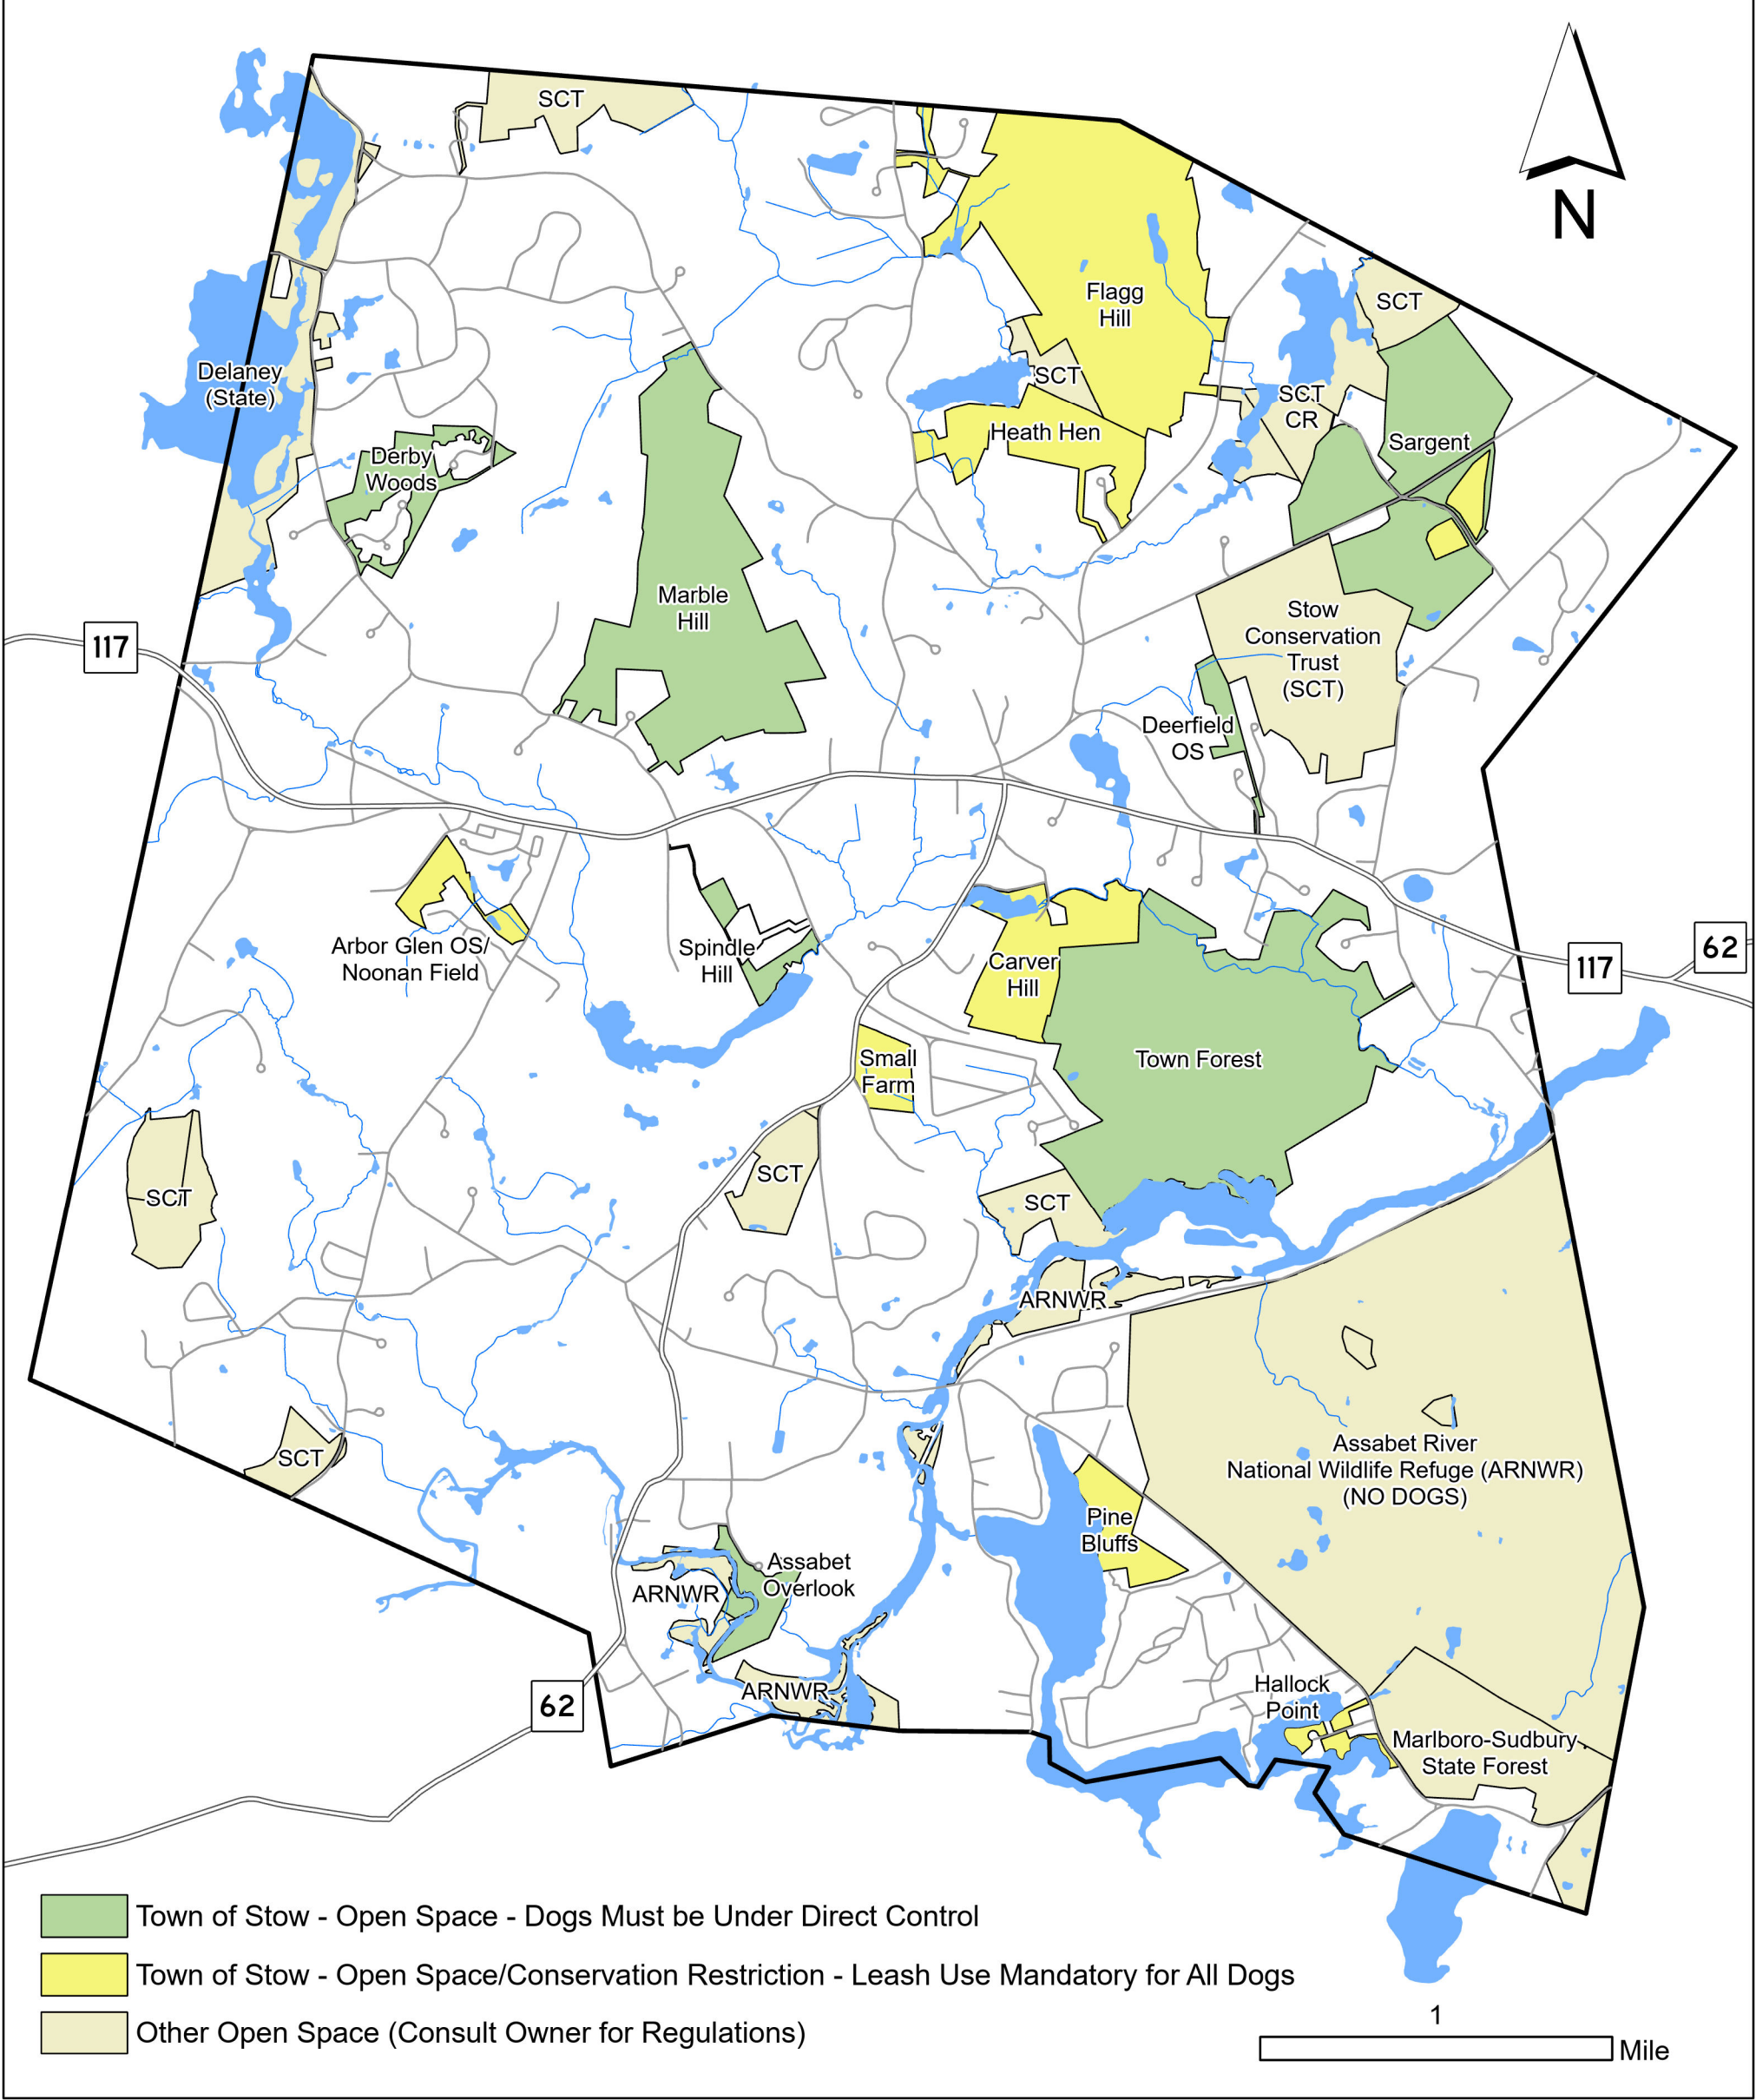 SCT
N
Flagg
Hill
SCT
Delaney
(State)
SCT
SCT
CR
Heath Hen
Sargent
Derby
Woods
Marble
Hill
Stow
Conservation
Trust
(SCT)
117
Deerfield
OS
Arbor Glen OS/
Noonan Field
Spindle
Hill
Carver
Hill
117
62
Small
Farm
Town Forest
SCT
SCT
SCT
ARNWR
SCT
Assabet River
National Wildlife Refuge (ARNWR)
(NO DOGS)
Pine
Bluffs
Assabet
Overlook
ARNWR
ARNWR
62
Hallock
Point
Marlboro-Sudbury
State Forest
Town of Stow - Open Space - Dogs Must be Under Direct Control
Town of Stow - Open Space/Conservation Restriction - Leash Use Mandatory for All Dogs
Other Open Space (Consult Owner for Regulations)
1
Mile